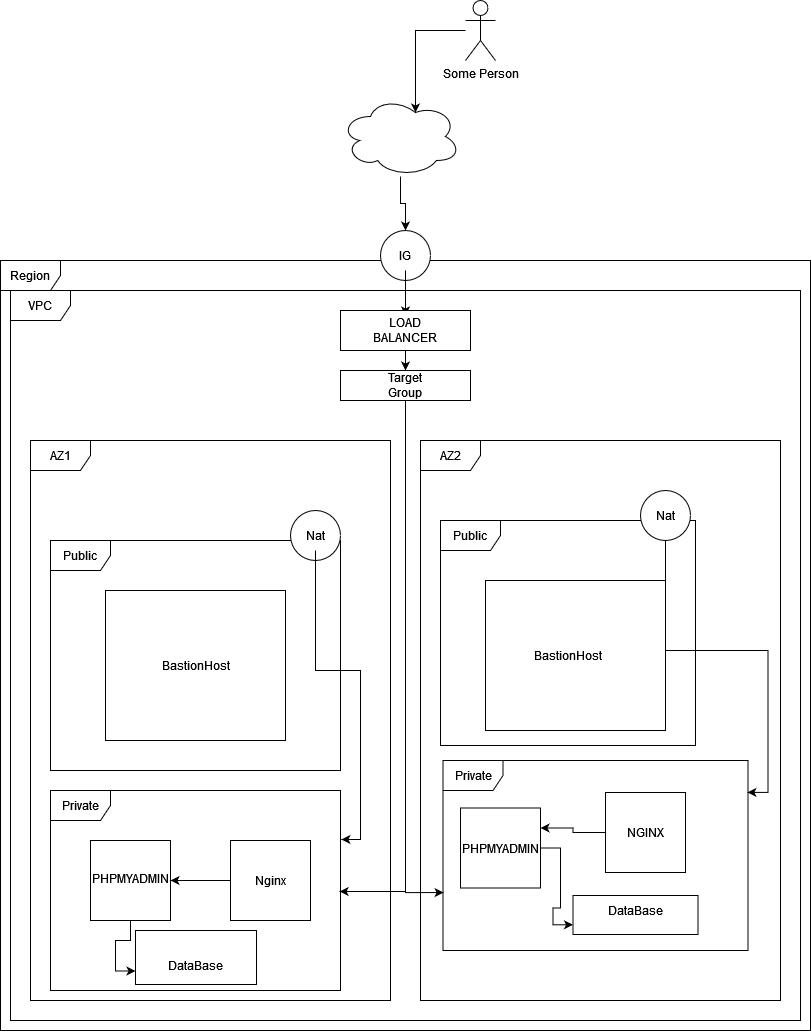 Some Person
IG
Region
VPC
LOAD
BALANCER
Target
Group
AZ1
AZ2
Nat
Nat
Public
Public
BastionHost
BastionHost
Private
Private
PHPMYADMIN
Nginx
DataBase
PHPMYADMIN
NGINX
DataBase